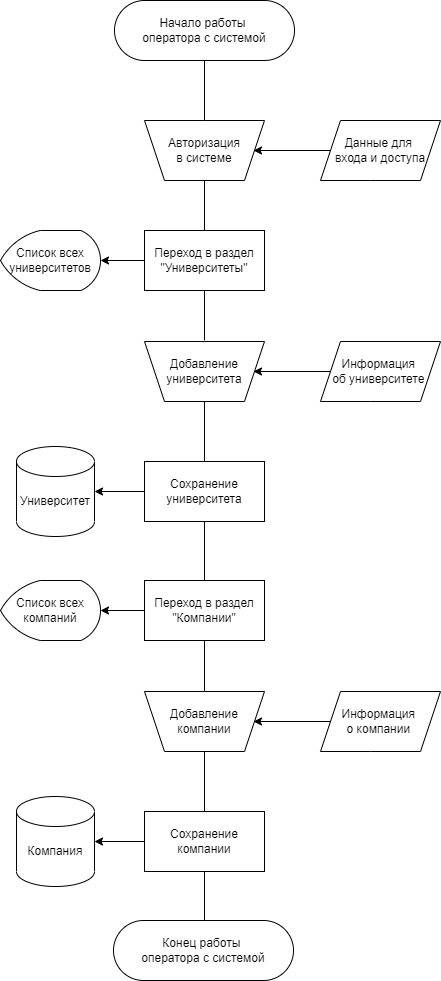 Начало работы
оператора с системой
Авторизация
в системе
Данные для
входа и доступа
Список всех
университетов
Переход в раздел
"Университеты"
Добавление
университета
Информация
об университете
Университет
Сохранение
университета
Список всех
компаний
Переход в раздел
"Компании"
Добавление
компании
Информация
о компании
Компания
Сохранение
компании
Конец работы
оператора с системой